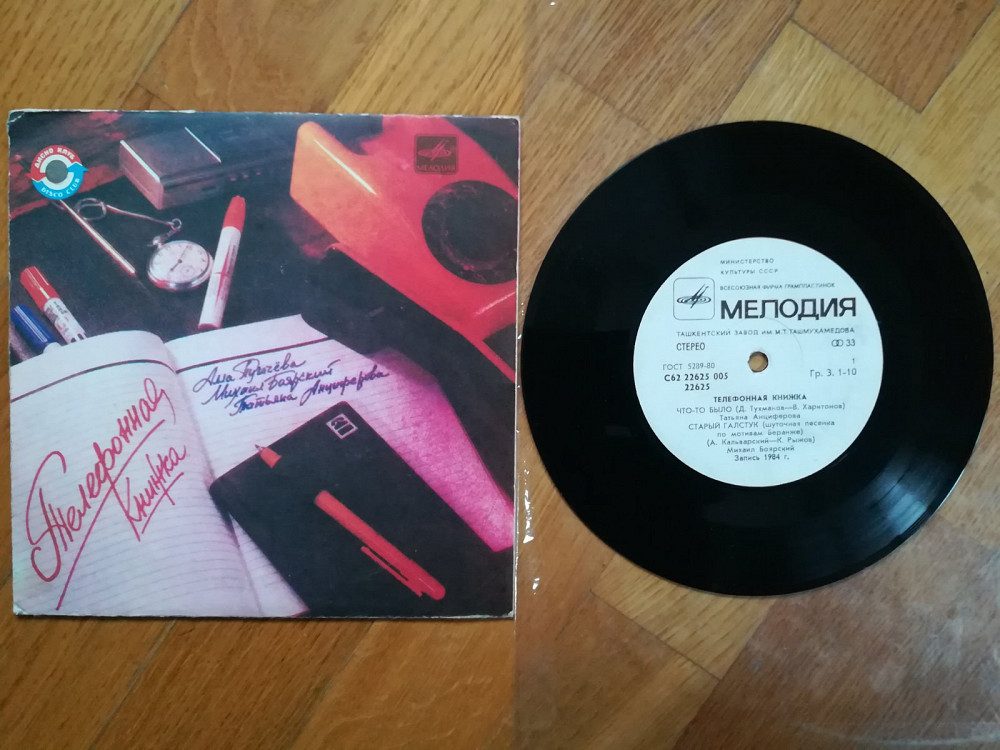 ДИСКО КЛУБ
DISCO CLUB
МЕЛОДИЯ
Алла Пугачёва
Михаил Боярский
Татьяна Анциферова
Телефонная
Книжка
МИНИСТЕРСТВО
КУЛЬТУРЫ СССР
ВСЕСОЮЗНАЯ ФИРМА ГРАМПЛАСТИНОК
МЕЛОДИЯ
ТАШКЕНТСКИЙ ЗАВОД ИМ. М. Т. ТАШМУХАМЕДОВА
СТЕРЕО 33
ГОСТ 5289-80 1
С62 22625 005 Гр. 3. 1-10
22625
ТЕЛЕФОННАЯ КНИЖКА
ЧТО-ТО БЫЛО (Д. Тухманов—В. Харитонов)
Татьяна Анциферова
СТАРЫЙ ГАЛСТУК (шуточная песенка
по мотивам Беранже)
(А. Кальварский—К. Рыжов)
Михаил Боярский
Запись 1984 г.